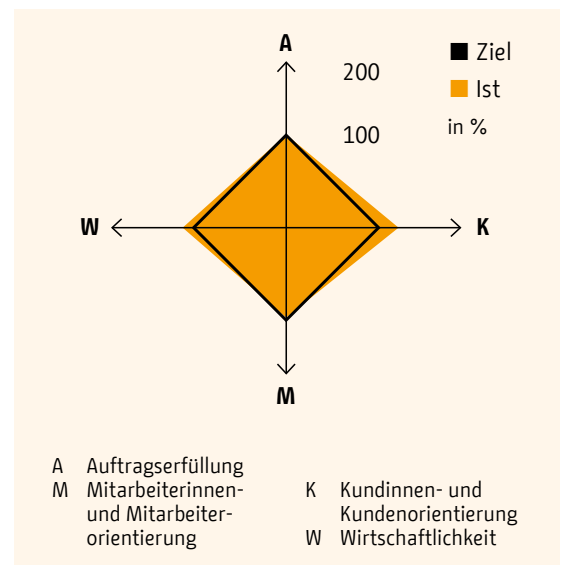 A
200
100
Ziel
Ist
in %
W
K
M
A Auftragserfüllung
M Mitarbeiterinnen-
und Mitarbeiter-
orientierung
K Kundinnen- und
Kundenorientierung
W Wirtschaftlichkeit